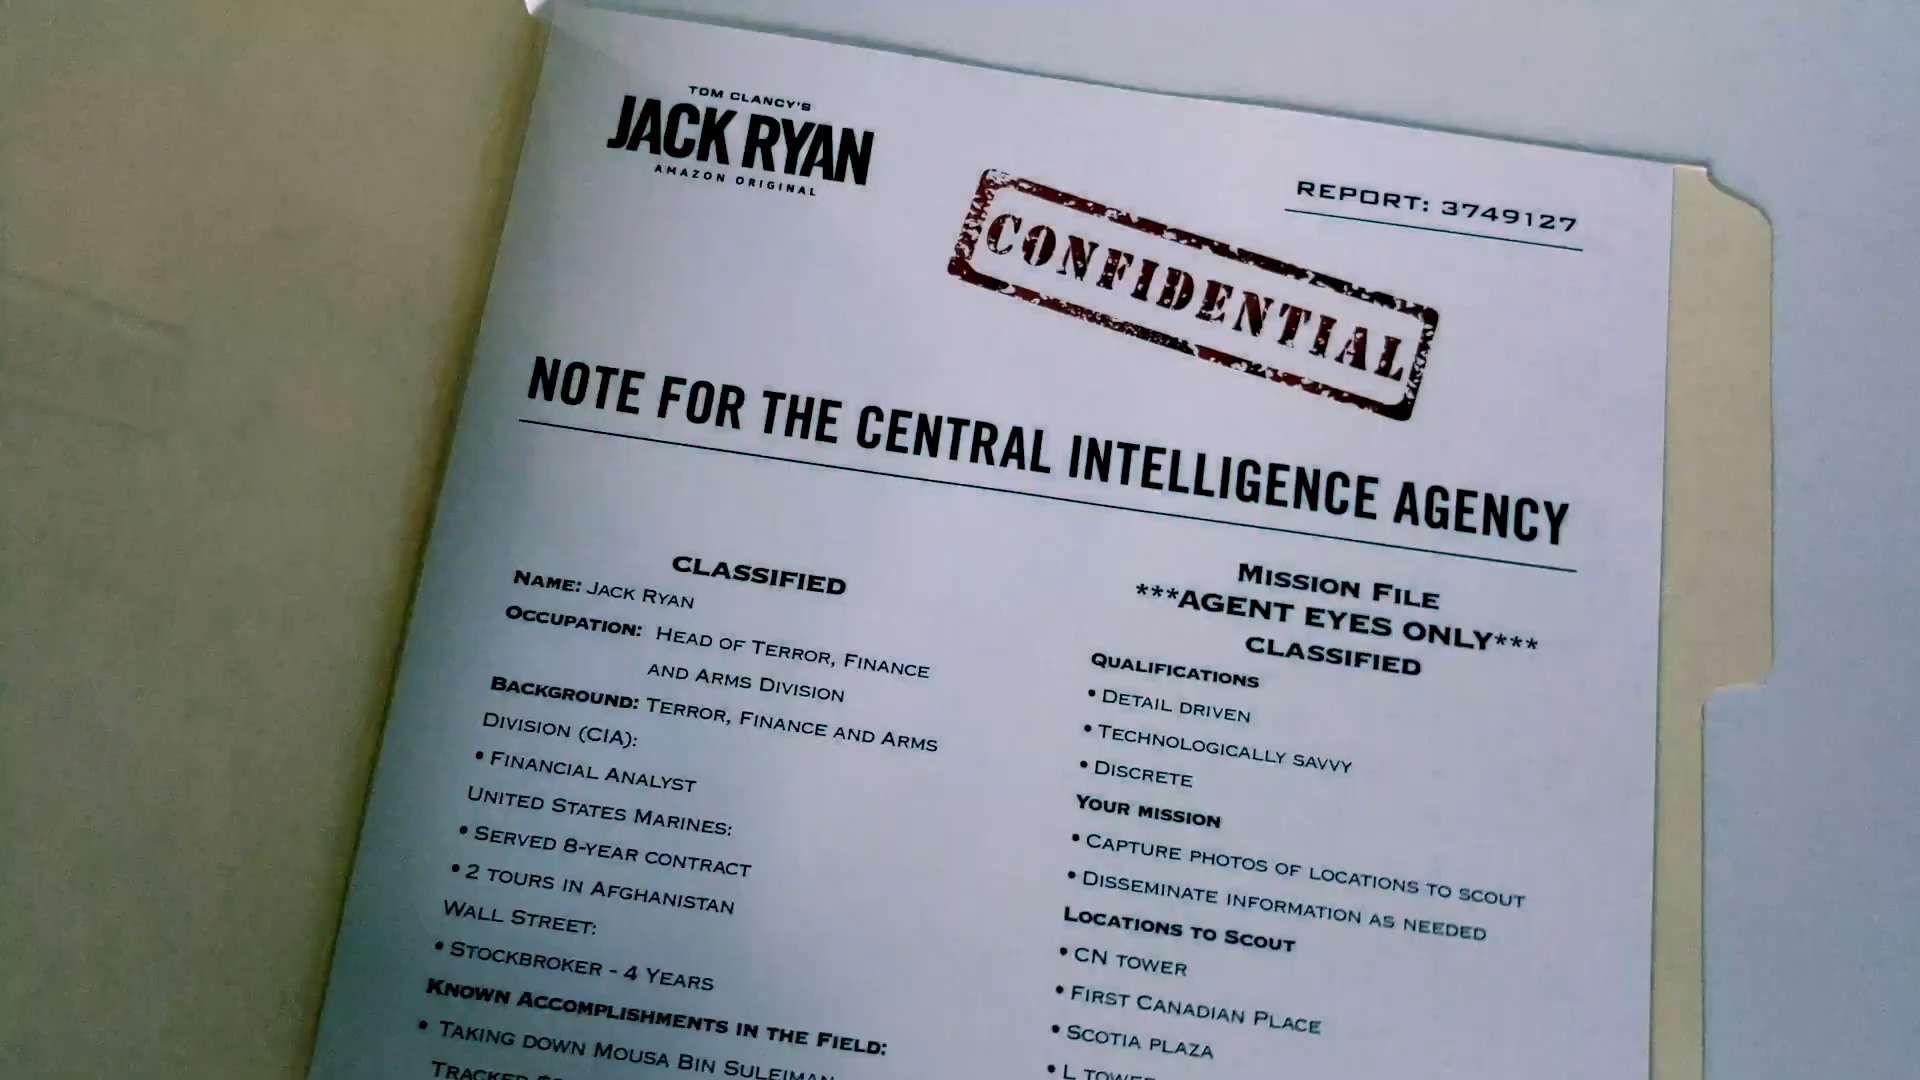 TOM CLANCY'S
JACK RYAN
AMAZON ORIGINAL
REPORT: 3749127
CONFIDENTIAL
NOTE FOR THE CENTRAL INTELLIGENCE AGENCY
CLASSIFIED
NAME: JACK RYAN
OCCUPATION: HEAD OF TERROR, FINANCE
AND ARMS DIVISION
BACKGROUND: TERROR, FINANCE AND ARMS
DIVISION (CIA):
• FINANCIAL ANALYST
UNITED STATES MARINES:
• SERVED 8-YEAR CONTRACT
• 2 TOURS IN AFGHANISTAN
WALL STREET:
• STOCKBROKER - 4 YEARS
KNOWN ACCOMPLISHMENTS IN THE FIELD:
• TAKING DOWN MOUSA BIN SULEIMAN
TRACKED
MISSION FILE
***AGENT EYES ONLY***
CLASSIFIED
QUALIFICATIONS
• DETAIL DRIVEN
• TECHNOLOGICALLY SAVVY
• DISCRETE
YOUR MISSION
• CAPTURE PHOTOS OF LOCATIONS TO SCOUT
• DISSEMINATE INFORMATION AS NEEDED
LOCATIONS TO SCOUT
• CN TOWER
• FIRST CANADIAN PLACE
• SCOTIA PLAZA
• L TOWER